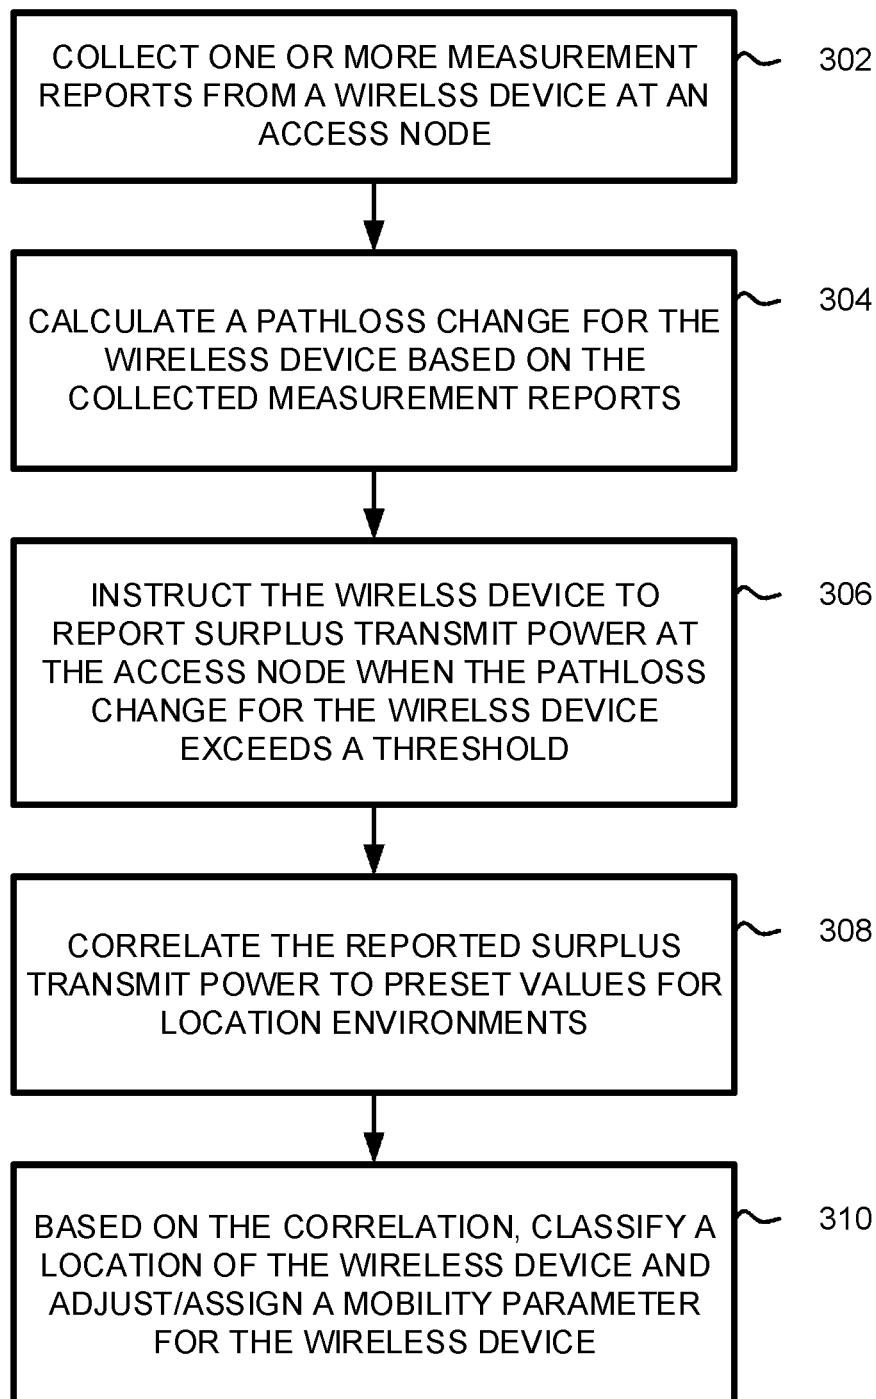 COLLECT ONE OR MORE MEASUREMENT
REPORTS FROM A WIRELSS DEVICE AT AN
ACCESS NODE
302
CALCULATE A PATHLOSS CHANGE FOR THE
WIRELESS DEVICE BASED ON THE
COLLECTED MEASUREMENT REPORTS
304
INSTRUCT THE WIRELSS DEVICE TO
REPORT SURPLUS TRANSMIT POWER AT
THE ACCESS NODE WHEN THE PATHLOSS
CHANGE FOR THE WIRELSS DEVICE
EXCEEDS A THRESHOLD
306
CORRELATE THE REPORTED SURPLUS
TRANSMIT POWER TO PRESET VALUES FOR
LOCATION ENVIRONMENTS
308
BASED ON THE CORRELATION, CLASSIFY A
LOCATION OF THE WIRELESS DEVICE AND
ADJUST/ASSIGN A MOBILITY PARAMETER
FOR THE WIRELESS DEVICE
310